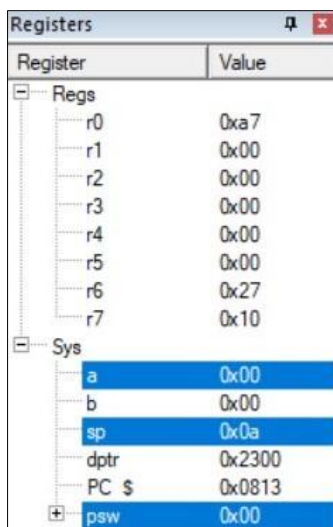 Registers
Register Value
Regs
r0 0xa7
r1 0x00
r2 0x00
r3 0x00
r4 0x00
r5 0x00
r6 0x27
r7 0x10
Sys
a 0x00
b 0x00
sp 0x0a
dptr 0x2300
PC $ 0x0813
psw 0x00